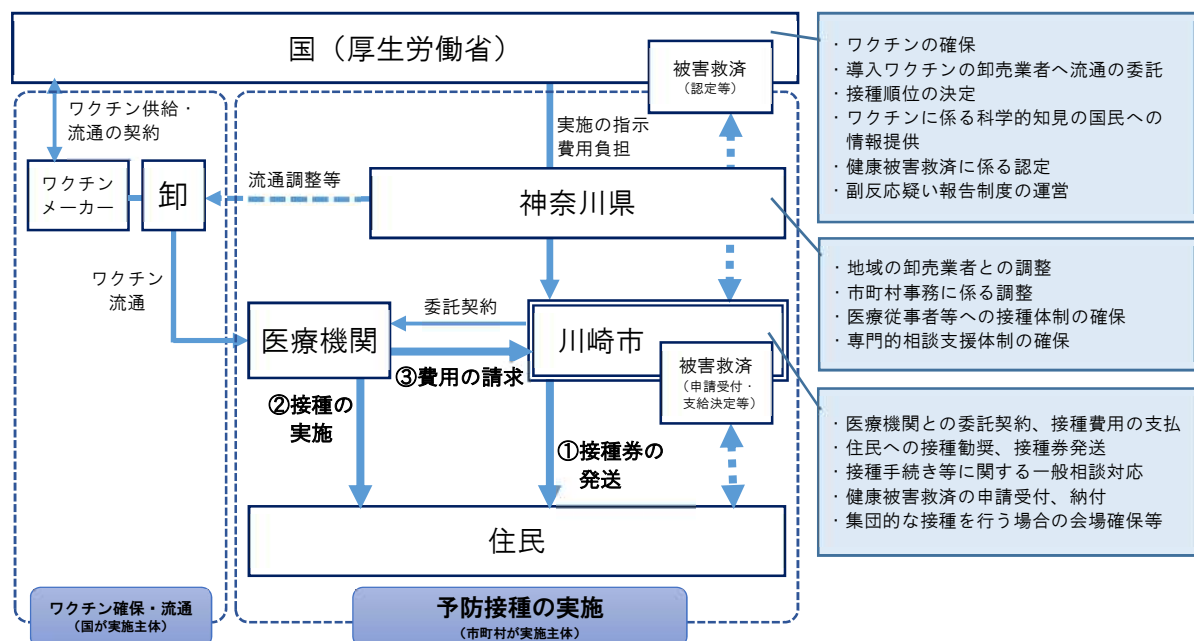 国（厚生労働省）
被害救済
（認定等）
・ワクチンの確保
・導入ワクチンの卸売業者へ流通の委託
・接種順位の決定
・ワクチンに係る科学的知見の国民への
情報提供
・健康被害救済に係る認定
・副反応疑い報告制度の運営
ワクチン供給・
流通の契約
実施の指示
費用負担
ワクチン
メーカー
卸
流通調整等
神奈川県
・地域の卸売業者との調整
・市町村事務に係る調整
・医療従事者等への接種体制の確保
・専門的相談支援体制の確保
ワクチン
流通
委託契約
医療機関
川崎市
③費用の請求
被害救済
（申請受付・
支給決定等）
・医療機関との委託契約、接種費用の支払
・住民への接種勧奨、接種券発送
・接種手続き等に関する一般相談対応
・健康被害救済の申請受付、納付
・集団的な接種を行う場合の会場確保等
②接種の
実施
①接種券の
発送
住民
ワクチン確保・流通
（国が実施主体）
予防接種の実施
（市町村が実施主体）